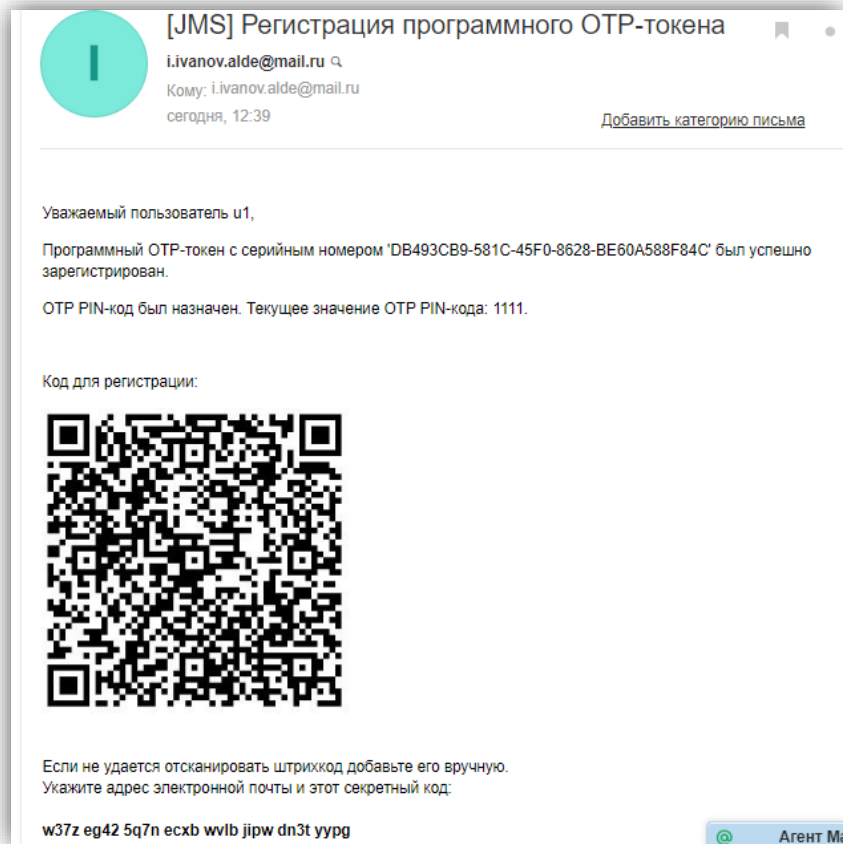 [JMS] Регистрация программного OTP-токена
I
i.ivanov.alde@mail.ru
Кому: i.ivanov.alde@mail.ru
сегодня, 12:39
Добавить категорию письма
Уважаемый пользователь u1,
Программный OTP-токен с серийным номером 'DB493CB9-581C-45F0-8628-BE60A588F84C' был успешно
зарегистрирован.
OTP PIN-код был назначен. Текущее значение OTP PIN-кода: 1111.
Код для регистрации:
Если не удается отсканировать штрихкод добавьте его вручную.
Укажите адрес электронной почты и этот секретный код:
w37z eg42 5q7n ecxb wvlb jipw dn3t yypg
@ Агент Ma